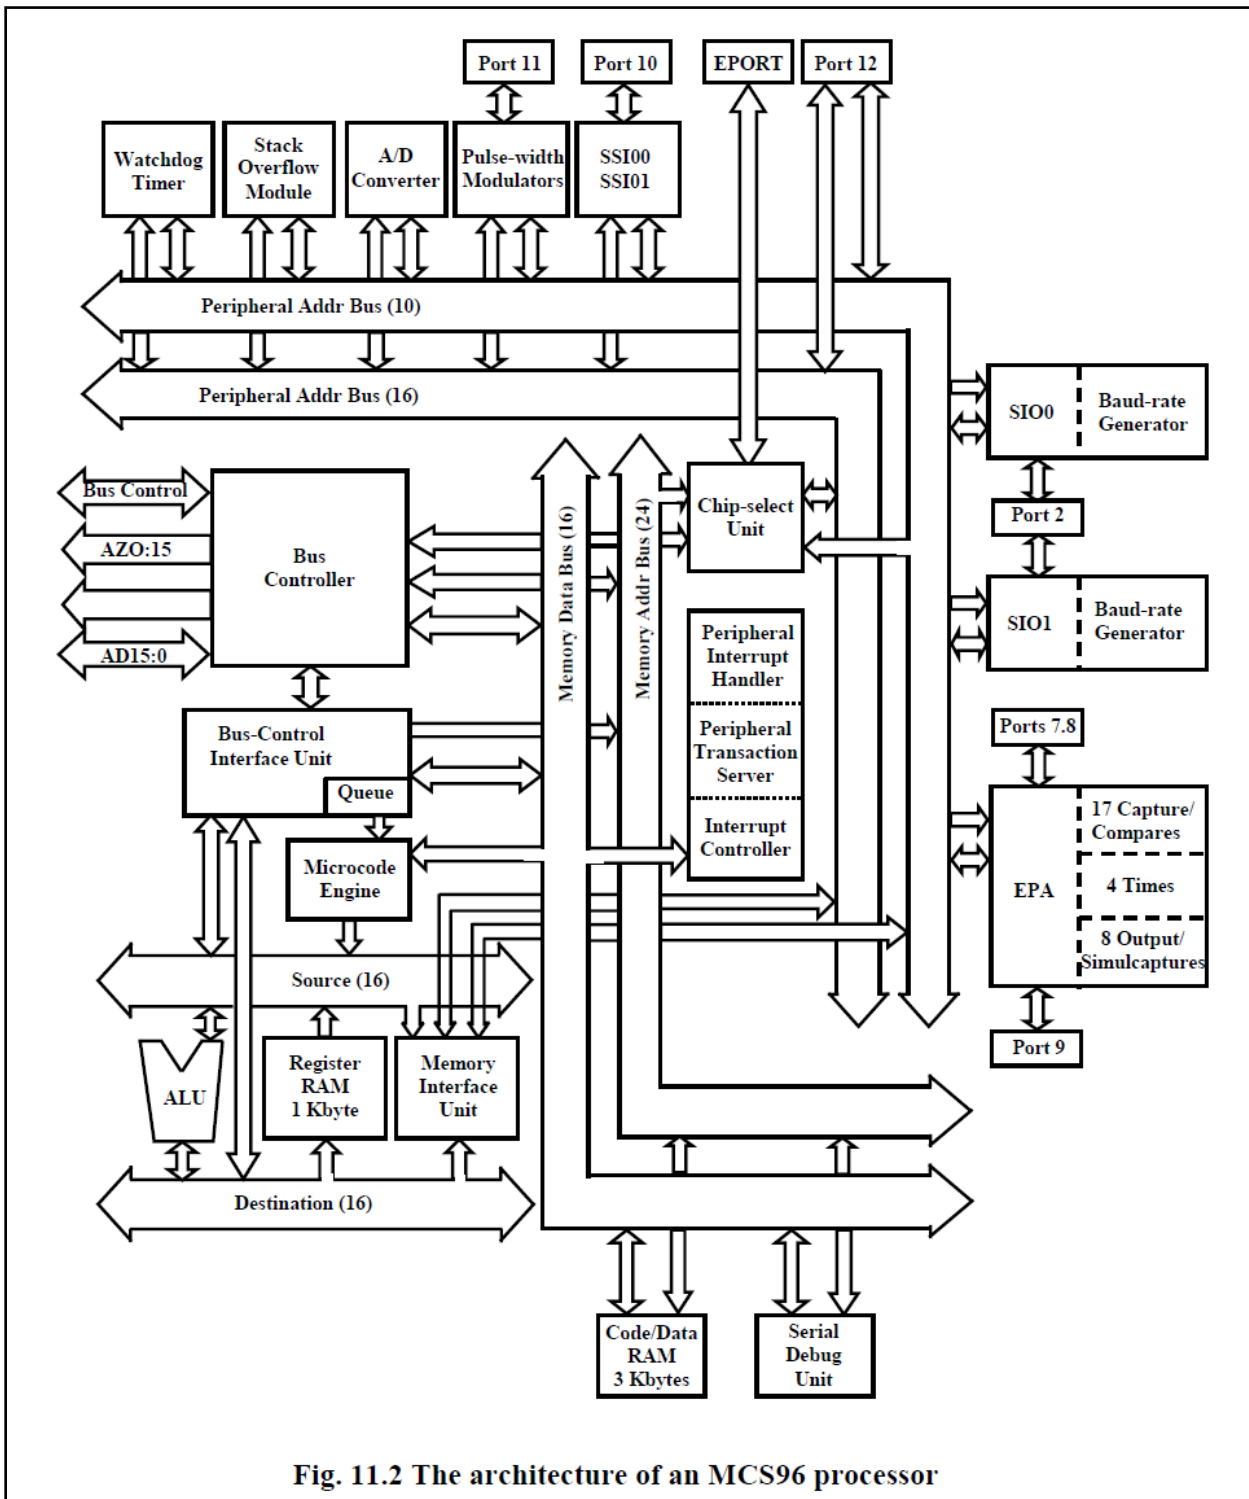 Port 11
Port 10
EPORT
Port 12
Watchdog
Timer
Stack
Overflow
Module
A/D
Converter
Pulse-width
Modulators
SSI00
SSI01
Peripheral Addr Bus (10)
Peripheral Addr Bus (16)
SIO0
Baud-rate
Generator
Port 2
SIO1
Baud-rate
Generator
Bus Control
AZO:15
AD15:0
Bus
Controller
Memory Data Bus (16)
Memory Addr Bus (24)
Chip-select
Unit
Peripheral
Interrupt
Handler
Peripheral
Transaction
Server
Interrupt
Controller
Bus-Control
Interface Unit
Queue
Microcode
Engine
Ports 7.8
EPA
17 Capture/
Compares
4 Times
8 Output/
Simulcaptures
Port 9
Source (16)
ALU
Register
RAM
1 Kbyte
Memory
Interface
Unit
Destination (16)
Code/Data
RAM
3 Kbytes
Serial
Debug
Unit
Fig. 11.2 The architecture of an MCS96 processor